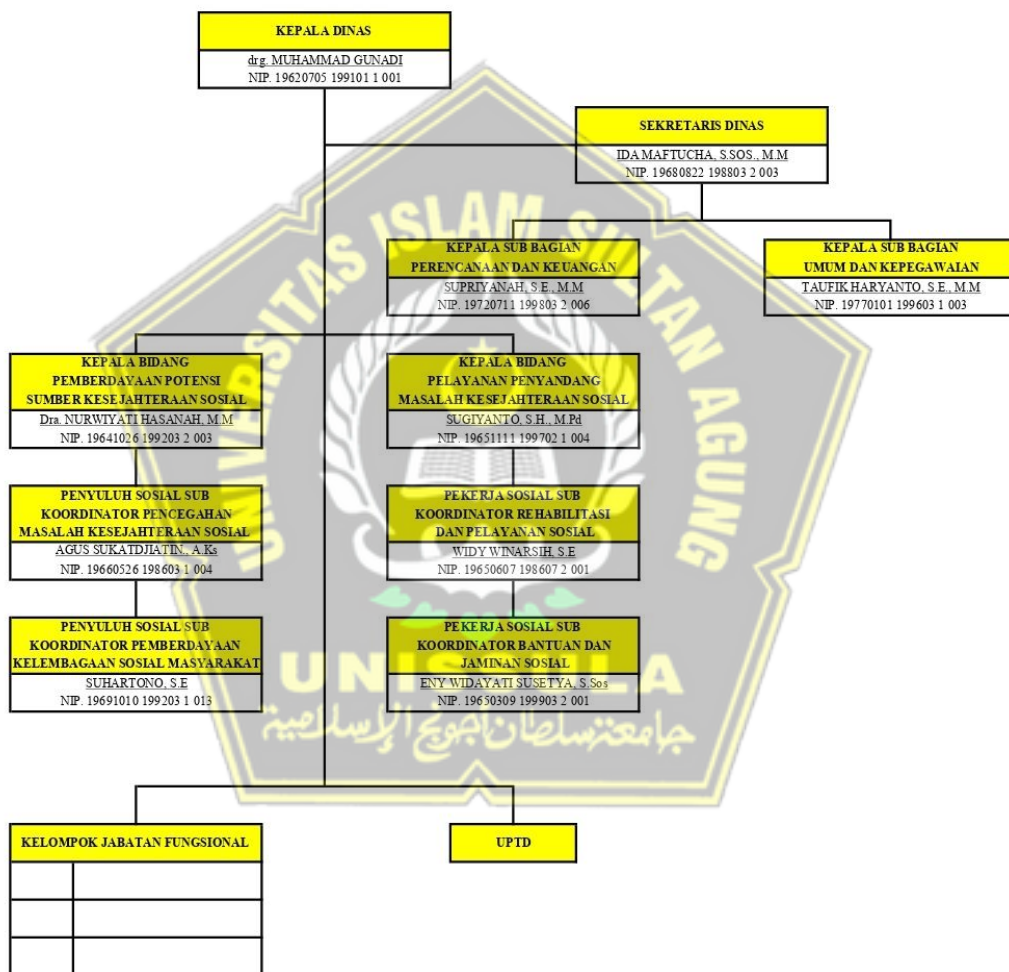 KEPALA DINAS
drg. MUHAMMAD GUNADI
NIP. 19620705 199101 1 001
SEKRETARIS DINAS
IDA MAFTUCHA, S.SOS., M.M
NIP. 19680822 198803 2 003
KEPALA SUB BAGIAN
PERENCANAAN DAN KEUANGAN
SUPRIYANAH, S.E., M.M
NIP. 19720711 199803 2 006
KEPALA SUB BAGIAN
UMUM DAN KEPEGAWAIAN
TAUFIK HARYANTO, S.E., M.M
NIP. 19770101 199603 1 003
KEPALA BIDANG
PEMBERDAYAAN POTENSI
SUMBER KESEJAHTERAAN SOSIAL
Dra. NURWIYATI HASANAH, M.M
NIP. 19641026 199203 2 003
KEPALA BIDANG
PELAYANAN PENYANDANG
MASALAH KESEJAHTERAAN SOSIAL
SUGIYANTO, S.H., M.Pd
NIP. 19651111 199702 1 004
PENYULUH SOSIAL SUB
KOORDINATOR PENCEGAHAN
MASALAH KESEJAHTERAAN SOSIAL
AGUS SUKATDJIATIN., A.Ks
NIP. 19660526 198603 1 004
PEKERJA SOSIAL SUB
KOORDINATOR REHABILITASI
DAN PELAYANAN SOSIAL
WIDY WINARSIH, S.E
NIP. 19650607 198607 2 001
PENYULUH SOSIAL SUB
KOORDINATOR PEMBERDAYAAN
KELEMBAGAAN SOSIAL MASYARAKAT
SUHARTONO, S.E
NIP. 19691010 199203 1 013
PEKERJA SOSIAL SUB
KOORDINATOR BANTUAN DAN
JAMINAN SOSIAL
ENY WIDAYATI SUSETYA, S.Sos
NIP. 19650309 199903 2 001
KELOMPOK JABATAN FUNGSIONAL
UPTD
UNIVERSITAS ISLAM SULTAN AGUNG
UNISSULA
جامعة سلطان أجونج الإسلامية